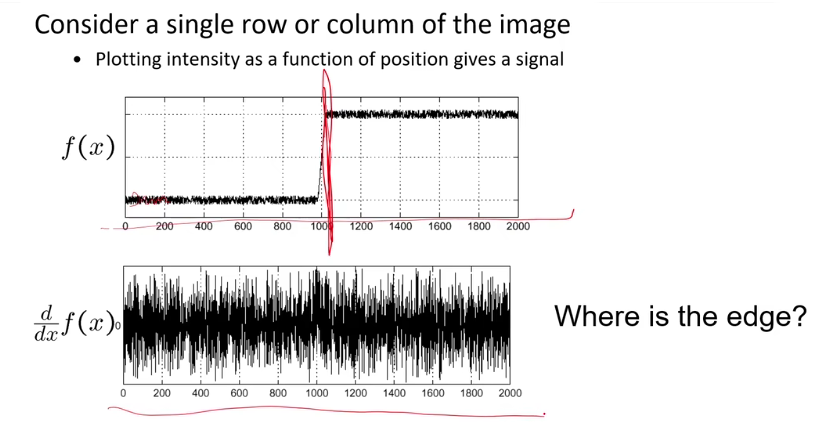 Consider a single row or column of the image
• Plotting intensity as a function of position gives a signal
f(x)
0 200 400 600 800 1000 1200 1400 1600 1800 2000
d/dx f(x) 0
Where is the edge?
0 200 400 600 800 1000 1200 1400 1600 1800 2000